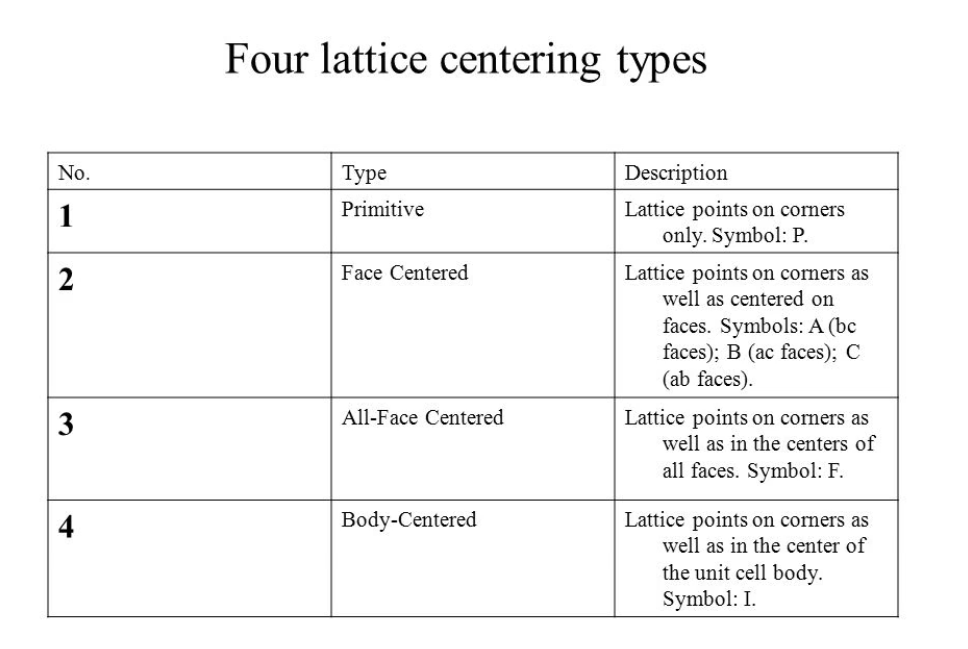 Four lattice centering types
No. Type Description
1 Primitive Lattice points on corners
only. Symbol: P.
2 Face Centered Lattice points on corners as
well as centered on
faces. Symbols: A (bc
faces); B (ac faces); C
(ab faces).
3 All-Face Centered Lattice points on corners as
well as in the centers of
all faces. Symbol: F.
4 Body-Centered Lattice points on corners as
well as in the center of
the unit cell body.
Symbol: I.